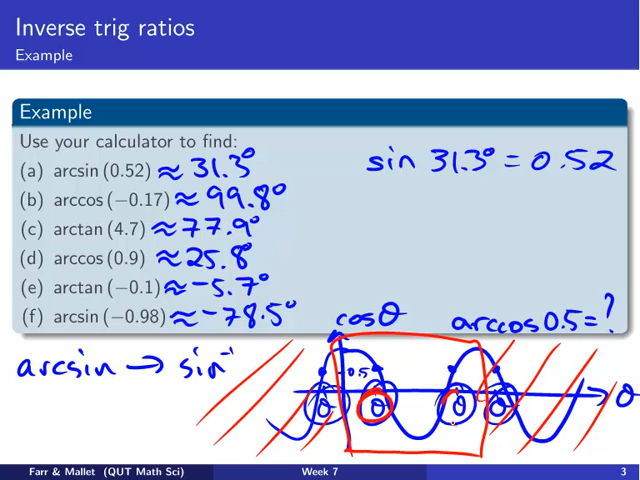 Inverse trig ratios
Example
Example
Use your calculator to find:
(a) arcsin (0.52) ≈ 31.3°
sin 31.3° = 0.52
(b) arccos (−0.17) ≈ 99.8°
(c) arctan (4.7) ≈ 77.9°
(d) arccos (0.9) ≈ 25.8°
(e) arctan (−0.1) ≈ −5.7°
(f) arcsin (−0.98) ≈ −78.5°
cosθ
arccos 0.5 = ?
arcsin → sin⁻¹
0.5
θ θ θ θ θ
Farr & Mallet (QUT Math Sci) Week 7 3